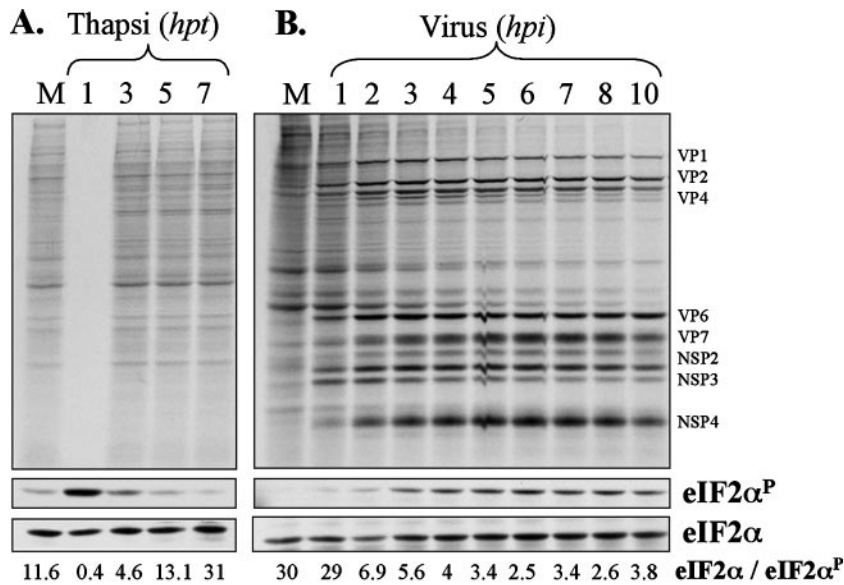 A. Thapsi (hpt) B. Virus (hpi)
M 1 3 5 7 M 1 2 3 4 5 6 7 8 10
VP1
VP2
VP4
VP6
VP7
NSP2
NSP3
NSP4
eIF2αᴾ
eIF2α
11.6 0.4 4.6 13.1 31 30 29 6.9 5.6 4 3.4 2.5 3.4 2.6 3.8 eIF2α / eIF2αᴾ